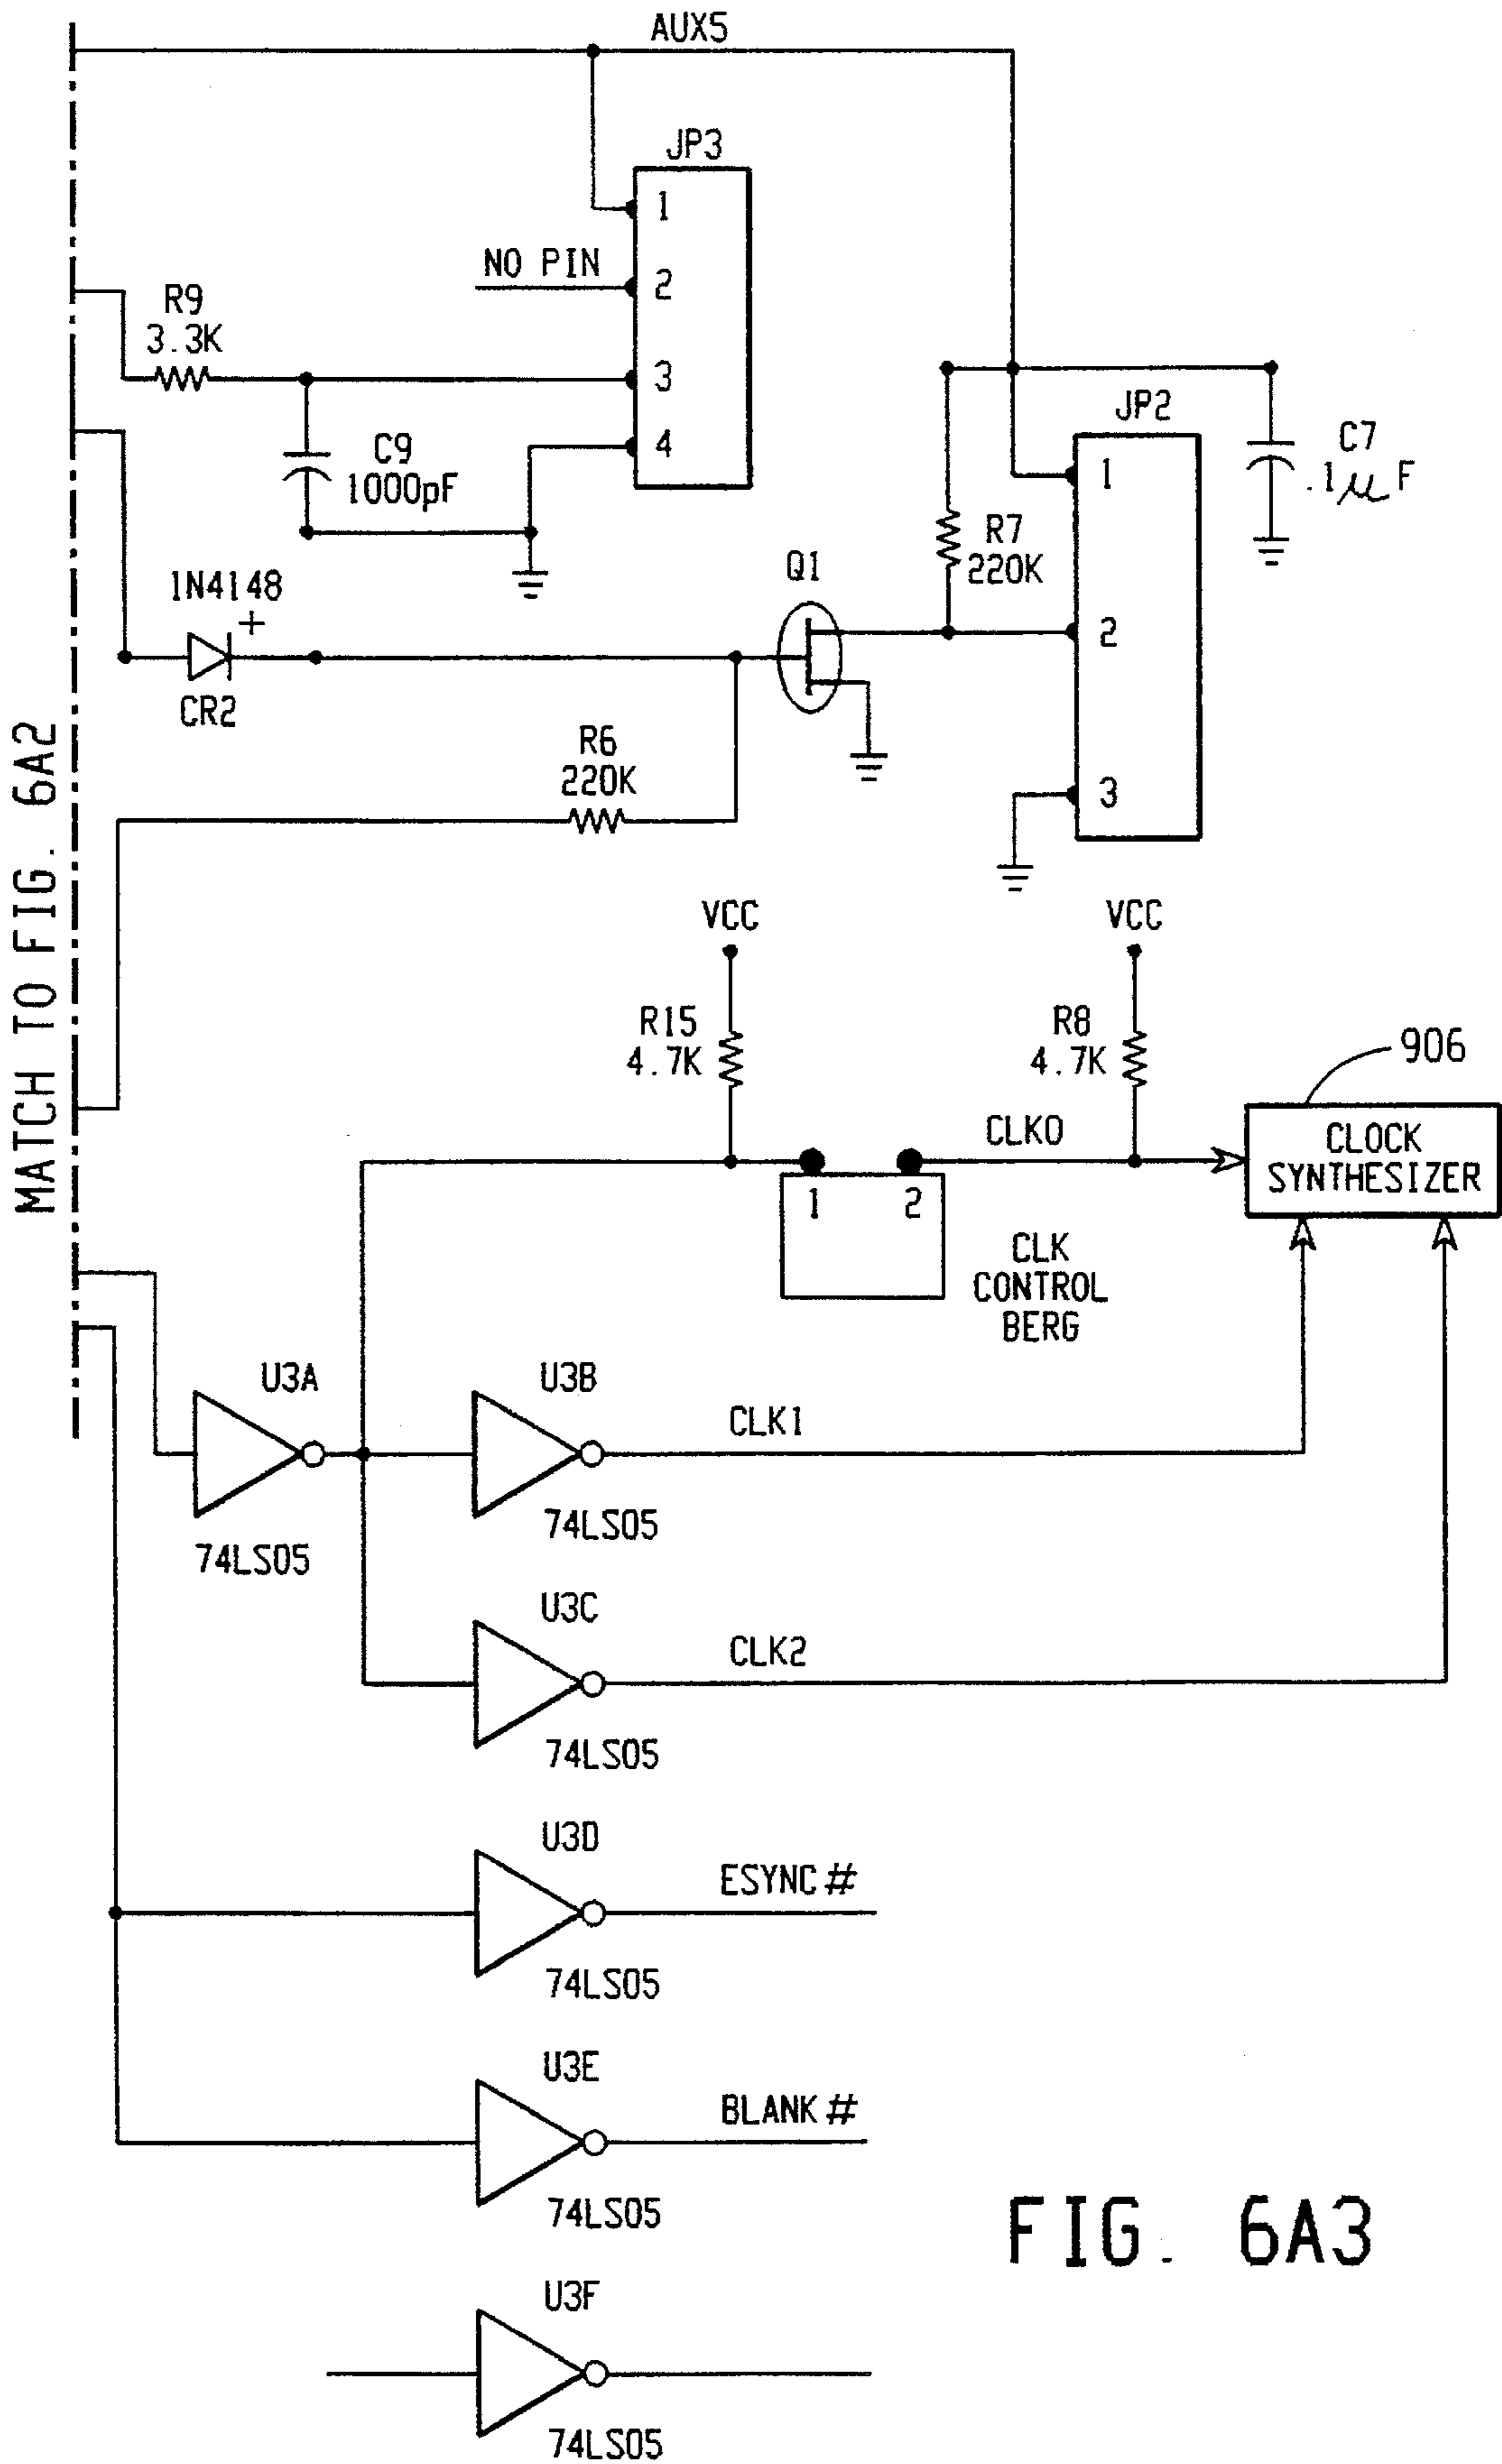 AUX5
JP3
1
NO PIN
2
R9
3.3K
3
4
C9
1000pF
JP2
C7
.1μF
1
R7
220K
2
3
Q1
1N4148
+
CR2
R6
220K
MATCH TO FIG. 6A2
VCC
VCC
R15
4.7K
R8
4.7K
906
CLK0
CLOCK
SYNTHESIZER
1 2
CLK
CONTROL
BERG
U3A
74LS05
U3B
CLK1
74LS05
U3C
CLK2
74LS05
U3D
ESYNC#
74LS05
U3E
BLANK#
74LS05
U3F
74LS05
FIG. 6A3